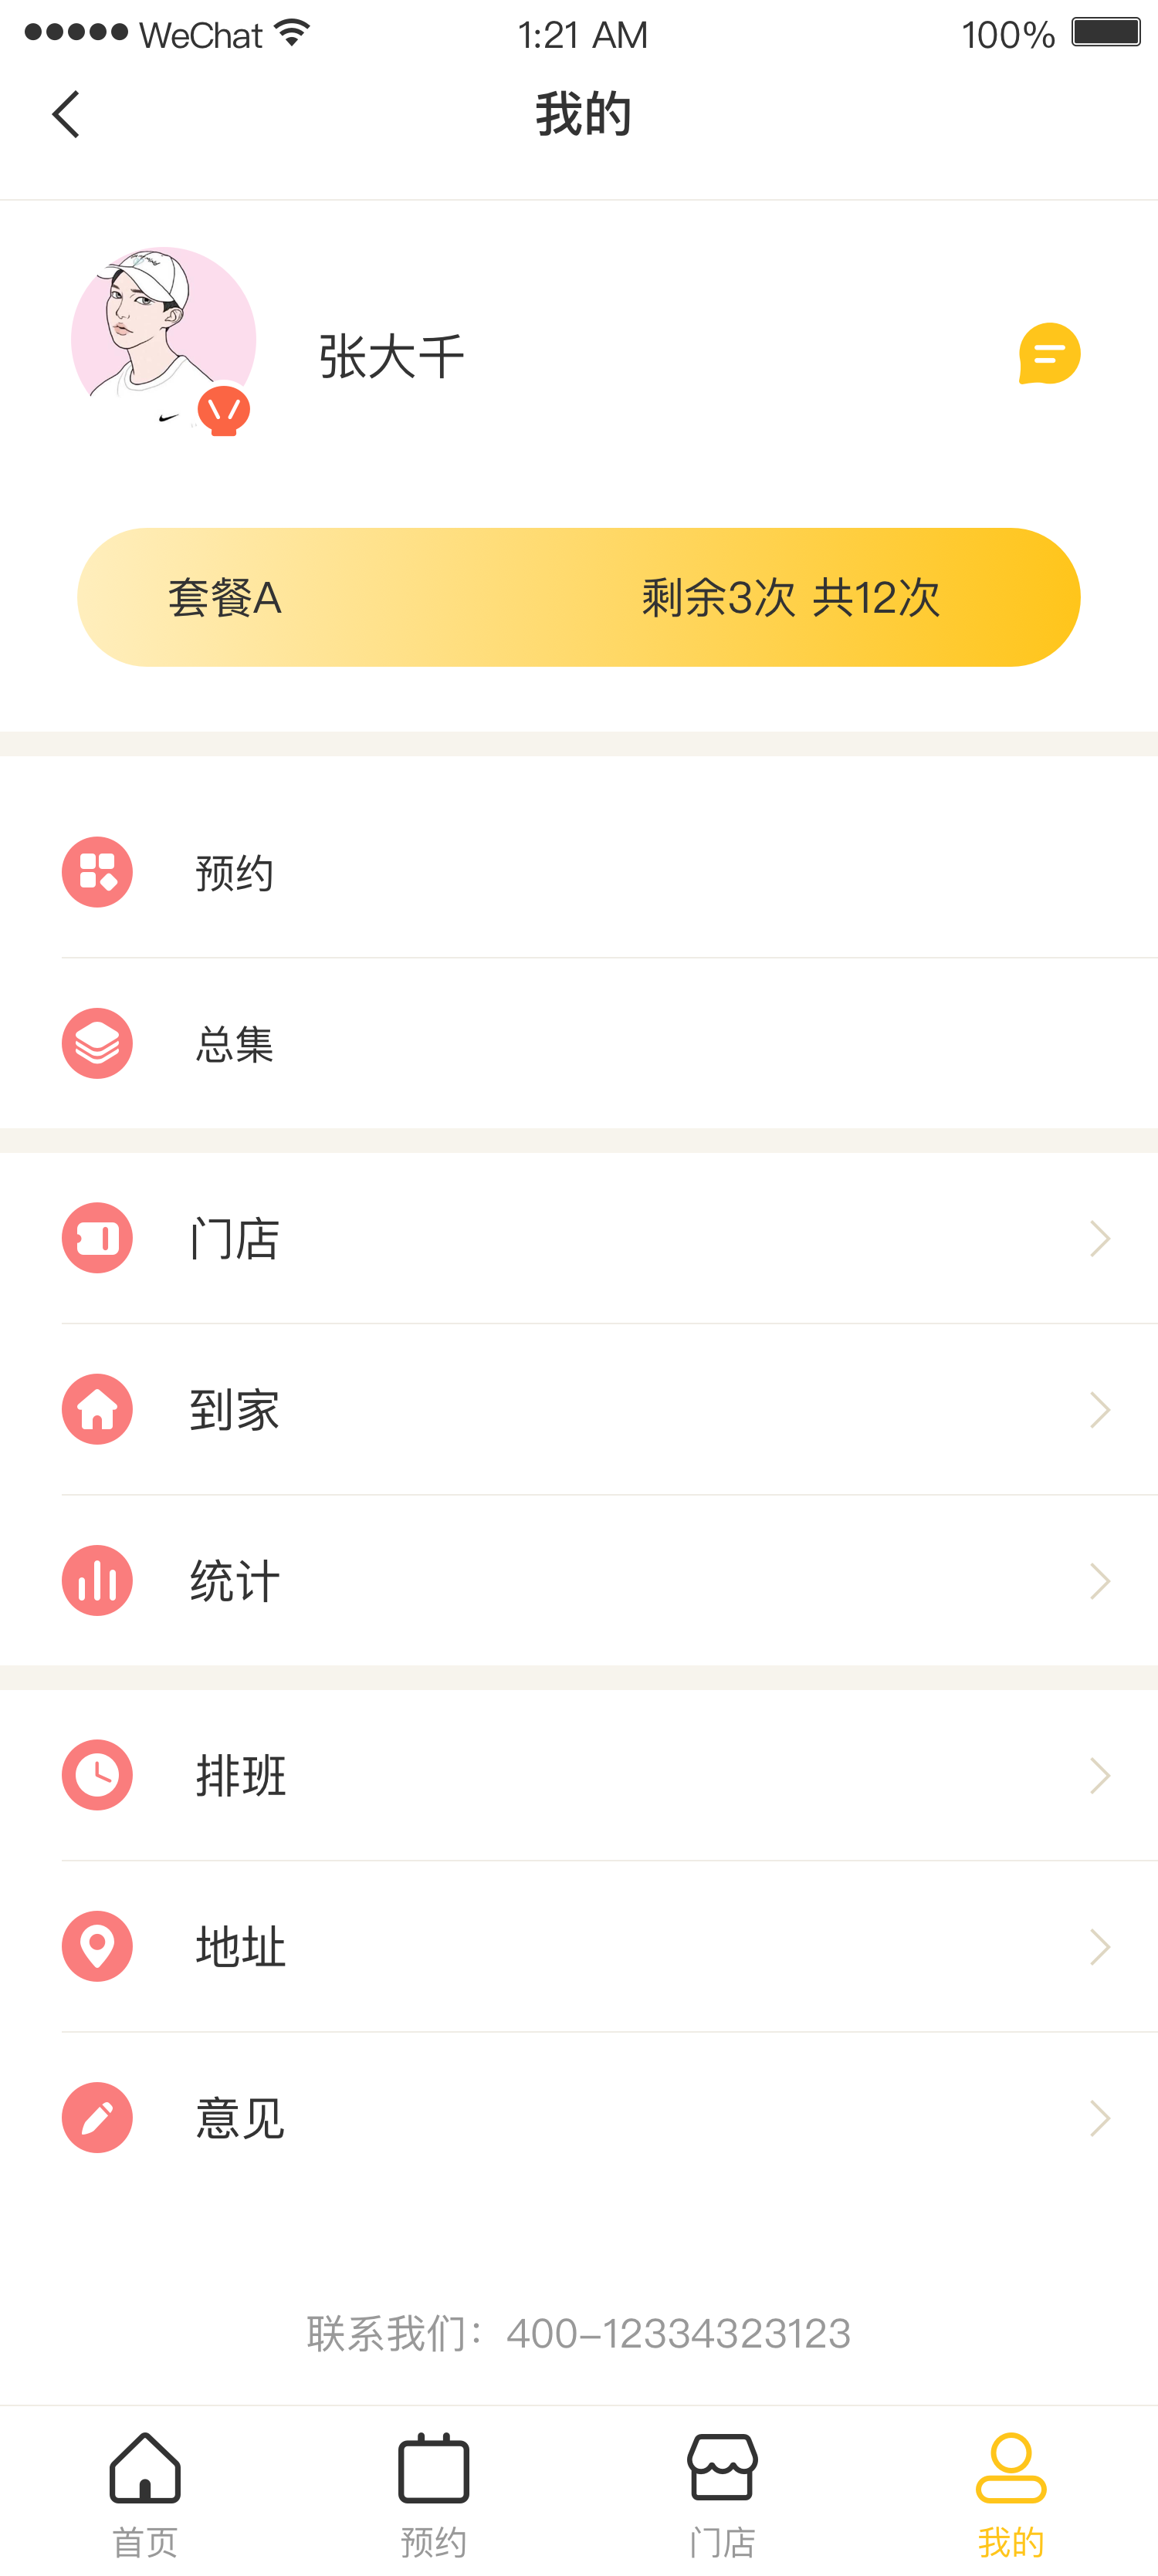 WeChat 1:21 AM 100%
我的
张大千
套餐A 剩余3次 共12次
预约
总集
门店
到家
统计
排班
地址
意见
联系我们：400-12334323123
首页 预约 门店 我的